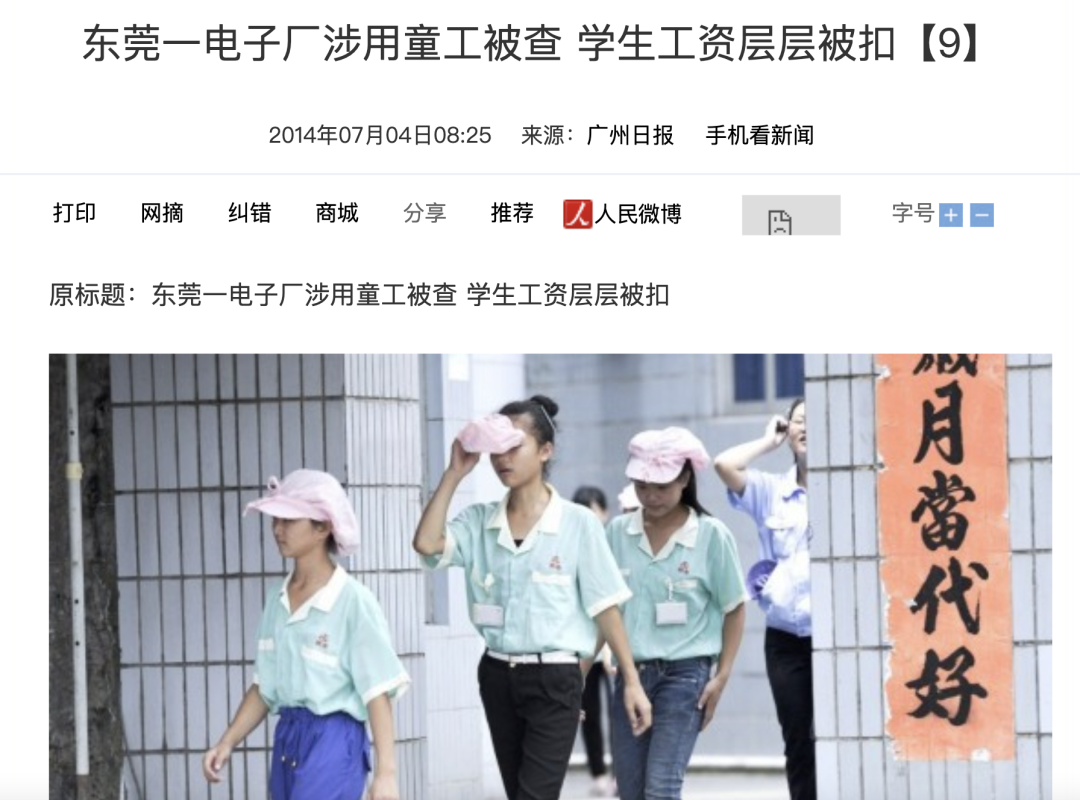 东莞一电子厂涉用童工被查 学生工资层层被扣【9】
2014年07月04日08:25 来源：广州日报 手机看新闻
打印 网摘 纠错 商城 分享 推荐 人民微博 字号 + −
原标题：东莞一电子厂涉用童工被查 学生工资层层被扣
月當代好